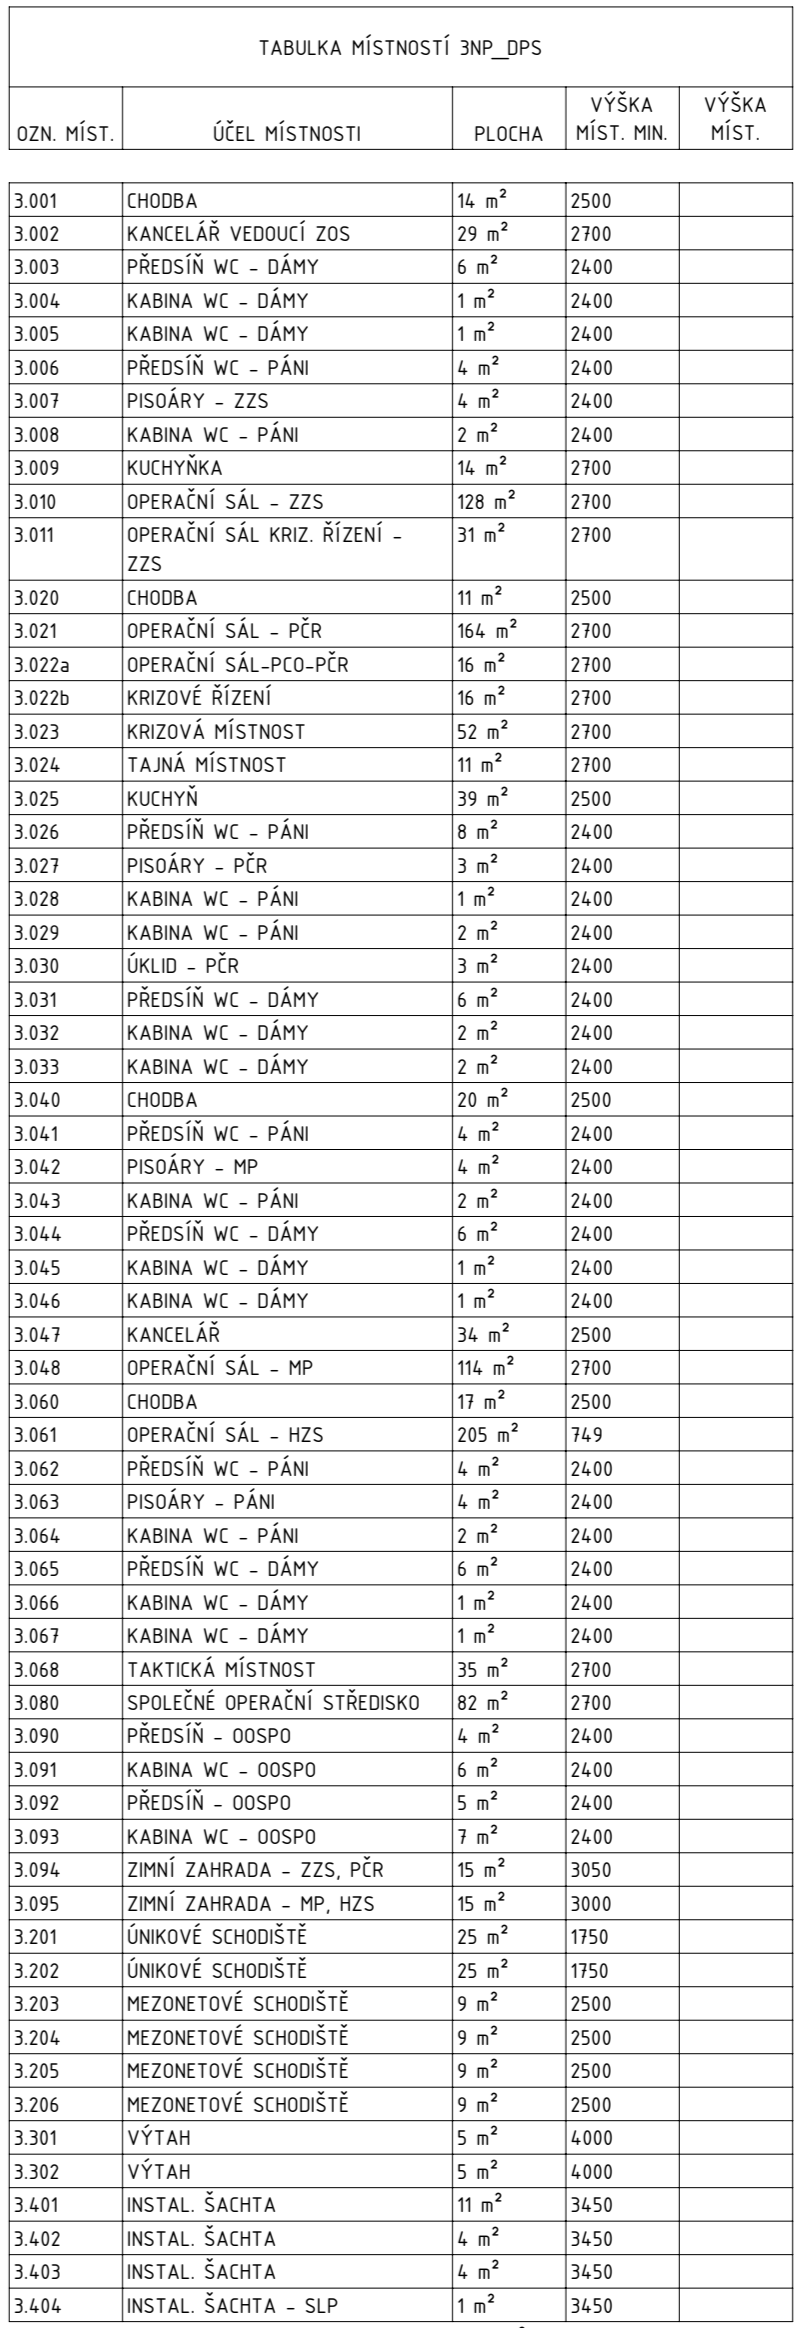 TABULKA MÍSTNOSTÍ 3NP_DPS
OZN. MÍST. ÚČEL MÍSTNOSTI PLOCHA VÝŠKA MÍST. MIN. VÝŠKA MÍST.
3.001 CHODBA 14 m² 2500
3.002 KANCELÁŘ VEDOUCÍ ZOS 29 m² 2700
3.003 PŘEDSÍŇ WC - DÁMY 6 m² 2400
3.004 KABINA WC - DÁMY 1 m² 2400
3.005 KABINA WC - DÁMY 1 m² 2400
3.006 PŘEDSÍŇ WC - PÁNI 4 m² 2400
3.007 PISOÁRY - ZZS 4 m² 2400
3.008 KABINA WC - PÁNI 2 m² 2400
3.009 KUCHYŇKA 14 m² 2700
3.010 OPERAČNÍ SÁL - ZZS 128 m² 2700
3.011 OPERAČNÍ SÁL KRIZ. ŘÍZENÍ - 31 m² 2700
ZZS
3.020 CHODBA 11 m² 2500
3.021 OPERAČNÍ SÁL - PČR 164 m² 2700
3.022a OPERAČNÍ SÁL-PCO-PČR 16 m² 2700
3.022b KRIZOVÉ ŘÍZENÍ 16 m² 2700
3.023 KRIZOVÁ MÍSTNOST 52 m² 2700
3.024 TAJNÁ MÍSTNOST 11 m² 2700
3.025 KUCHYŇ 39 m² 2500
3.026 PŘEDSÍŇ WC - PÁNI 8 m² 2400
3.027 PISOÁRY - PČR 3 m² 2400
3.028 KABINA WC - PÁNI 1 m² 2400
3.029 KABINA WC - PÁNI 2 m² 2400
3.030 ÚKLID - PČR 3 m² 2400
3.031 PŘEDSÍŇ WC - DÁMY 6 m² 2400
3.032 KABINA WC - DÁMY 2 m² 2400
3.033 KABINA WC - DÁMY 2 m² 2400
3.040 CHODBA 20 m² 2500
3.041 PŘEDSÍŇ WC - PÁNI 4 m² 2400
3.042 PISOÁRY - MP 4 m² 2400
3.043 KABINA WC - PÁNI 2 m² 2400
3.044 PŘEDSÍŇ WC - DÁMY 6 m² 2400
3.045 KABINA WC - DÁMY 1 m² 2400
3.046 KABINA WC - DÁMY 1 m² 2400
3.047 KANCELÁŘ 34 m² 2500
3.048 OPERAČNÍ SÁL - MP 114 m² 2700
3.060 CHODBA 17 m² 2500
3.061 OPERAČNÍ SÁL - HZS 205 m² 749
3.062 PŘEDSÍŇ WC - PÁNI 4 m² 2400
3.063 PISOÁRY - PÁNI 4 m² 2400
3.064 KABINA WC - PÁNI 2 m² 2400
3.065 PŘEDSÍŇ WC - DÁMY 6 m² 2400
3.066 KABINA WC - DÁMY 1 m² 2400
3.067 KABINA WC - DÁMY 1 m² 2400
3.068 TAKTICKÁ MÍSTNOST 35 m² 2700
3.080 SPOLEČNÉ OPERAČNÍ STŘEDISKO 82 m² 2700
3.090 PŘEDSÍŇ - OOSPO 4 m² 2400
3.091 KABINA WC - OOSPO 6 m² 2400
3.092 PŘEDSÍŇ - OOSPO 5 m² 2400
3.093 KABINA WC - OOSPO 7 m² 2400
3.094 ZIMNÍ ZAHRADA - ZZS, PČR 15 m² 3050
3.095 ZIMNÍ ZAHRADA - MP, HZS 15 m² 3000
3.201 ÚNIKOVÉ SCHODIŠTĚ 25 m² 1750
3.202 ÚNIKOVÉ SCHODIŠTĚ 25 m² 1750
3.203 MEZONETOVÉ SCHODIŠTĚ 9 m² 2500
3.204 MEZONETOVÉ SCHODIŠTĚ 9 m² 2500
3.205 MEZONETOVÉ SCHODIŠTĚ 9 m² 2500
3.206 MEZONETOVÉ SCHODIŠTĚ 9 m² 2500
3.301 VÝTAH 5 m² 4000
3.302 VÝTAH 5 m² 4000
3.401 INSTAL. ŠACHTA 11 m² 3450
3.402 INSTAL. ŠACHTA 4 m² 3450
3.403 INSTAL. ŠACHTA 4 m² 3450
3.404 INSTAL. ŠACHTA - SLP 1 m² 3450